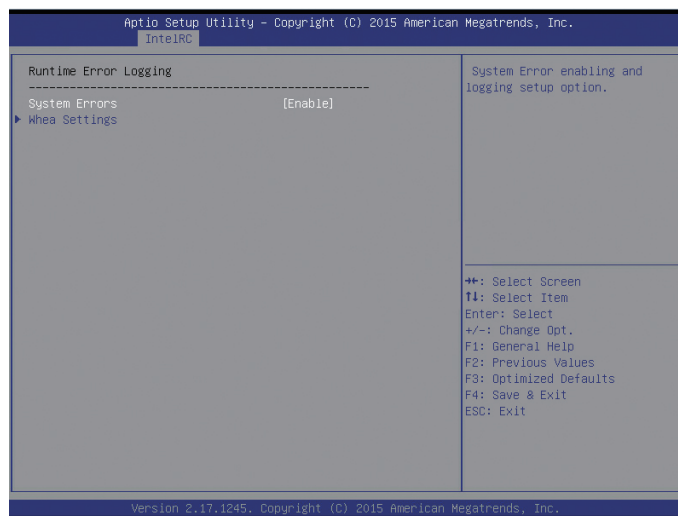 Aptio Setup Utility – Copyright (C) 2015 American Megatrends, Inc.
IntelRC
Runtime Error Logging
------------------------------------------------
System Errors [Enable]
▶ Whea Settings
System Error enabling and
logging setup option.
→←: Select Screen
↑↓: Select Item
Enter: Select
+/-: Change Opt.
F1: General Help
F2: Previous Values
F3: Optimized Defaults
F4: Save & Exit
ESC: Exit
Version 2.17.1245. Copyright (C) 2015 American Megatrends, Inc.